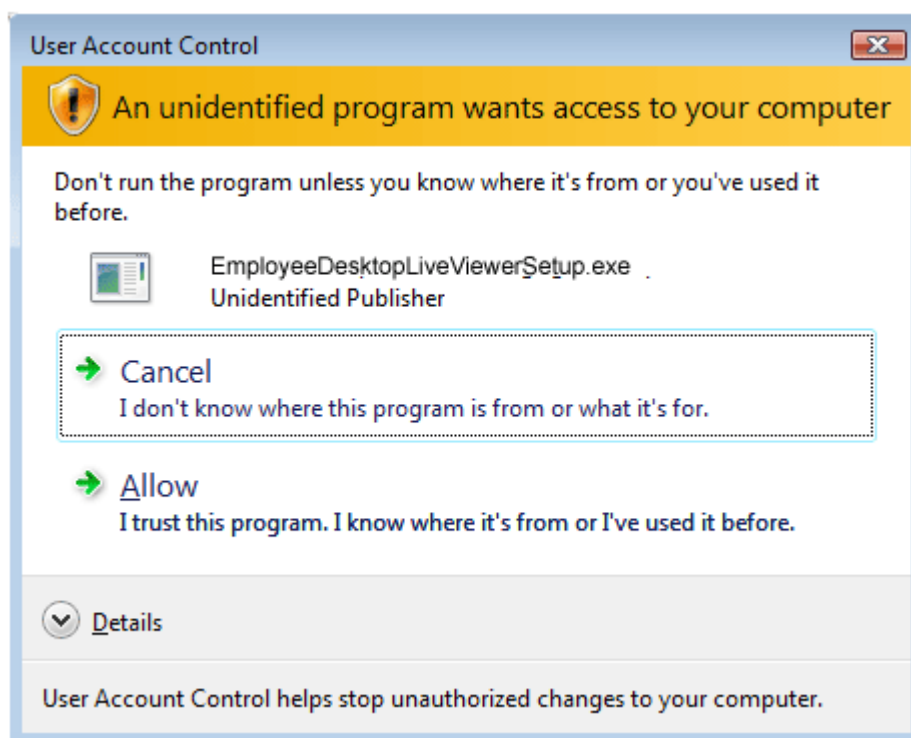 User Account Control
An unidentified program wants access to your computer
Don't run the program unless you know where it's from or you've used it
before.
EmployeeDesktopLiveViewerSetup.exe .
Unidentified Publisher
Cancel
I don't know where this program is from or what it's for.
Allow
I trust this program. I know where it's from or I've used it before.
Details
User Account Control helps stop unauthorized changes to your computer.